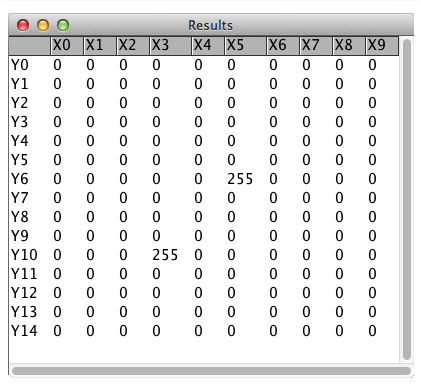 Results
X0 X1 X2 X3 X4 X5 X6 X7 X8 X9
Y0 0 0 0 0 0 0 0 0 0 0
Y1 0 0 0 0 0 0 0 0 0 0
Y2 0 0 0 0 0 0 0 0 0 0
Y3 0 0 0 0 0 0 0 0 0 0
Y4 0 0 0 0 0 0 0 0 0 0
Y5 0 0 0 0 0 0 0 0 0 0
Y6 0 0 0 0 0 255 0 0 0 0
Y7 0 0 0 0 0 0 0 0 0 0
Y8 0 0 0 0 0 0 0 0 0 0
Y9 0 0 0 0 0 0 0 0 0 0
Y10 0 0 0 255 0 0 0 0 0 0
Y11 0 0 0 0 0 0 0 0 0 0
Y12 0 0 0 0 0 0 0 0 0 0
Y13 0 0 0 0 0 0 0 0 0 0
Y14 0 0 0 0 0 0 0 0 0 0